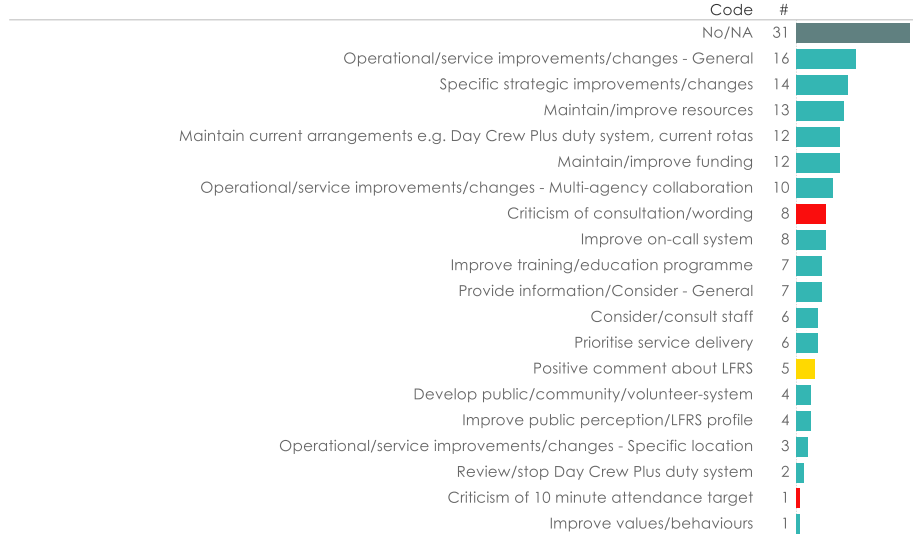 Code #
No/NA 31
Operational/service improvements/changes - General 16
Specific strategic improvements/changes 14
Maintain/improve resources 13
Maintain current arrangements e.g. Day Crew Plus duty system, current rotas 12
Maintain/improve funding 12
Operational/service improvements/changes - Multi-agency collaboration 10
Criticism of consultation/wording 8
Improve on-call system 8
Improve training/education programme 7
Provide information/Consider - General 7
Consider/consult staff 6
Prioritise service delivery 6
Positive comment about LFRS 5
Develop public/community/volunteer-system 4
Improve public perception/LFRS profile 4
Operational/service improvements/changes - Specific location 3
Review/stop Day Crew Plus duty system 2
Criticism of 10 minute attendance target 1
Improve values/behaviours 1